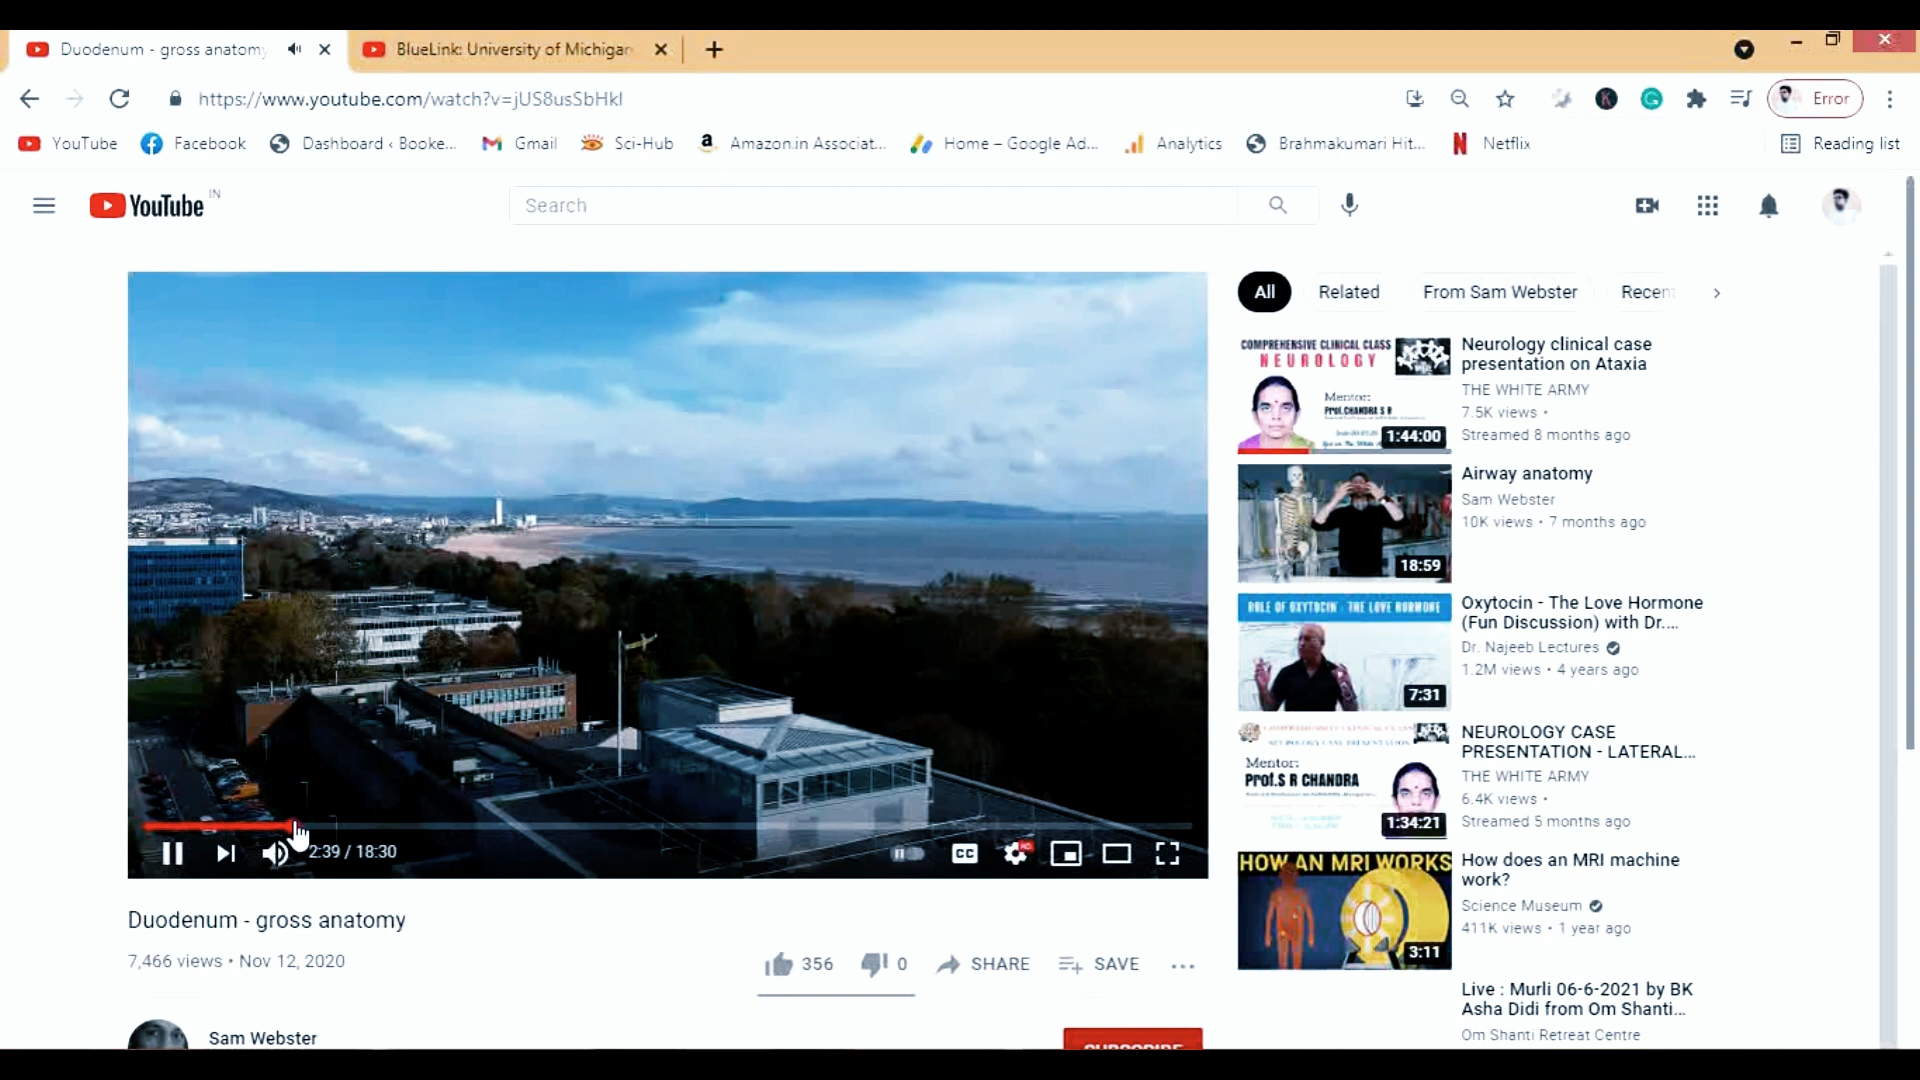 Duodenum - gross anatomy
BlueLink: University of Michigan
https://www.youtube.com/watch?v=jUS8usSbHkI
Error
YouTube
Facebook
Dashboard ‹ Booke...
Gmail
Sci-Hub
Amazon.in Associat...
Home – Google Ad...
Analytics
Brahmakumari Hit...
Netflix
Reading list
YouTube IN
Search
All
Related
From Sam Webster
Recen
COMPREHENSIVE CLINICAL CLASS
NEUROLOGY
Mentor:
Prof.CHANDRA S R
1:44:00
Neurology clinical case
presentation on Ataxia
THE WHITE ARMY
7.5K views •
Streamed 8 months ago
18:59
Airway anatomy
Sam Webster
10K views • 7 months ago
ROLE OF OXYTOCIN - THE LOVE HORMONE
7:31
Oxytocin - The Love Hormone
(Fun Discussion) with Dr....
Dr. Najeeb Lectures
1.2M views • 4 years ago
NEUROLOGY CASE PRESENTATION
Mentor:
Prof.S R CHANDRA
1:34:21
NEUROLOGY CASE
PRESENTATION - LATERAL...
THE WHITE ARMY
6.4K views •
Streamed 5 months ago
HOW AN MRI WORKS
3:11
How does an MRI machine
work?
Science Museum
411K views • 1 year ago
Live : Murli 06-6-2021 by BK
Asha Didi from Om Shanti...
Om Shanti Retreat Centre
2:39 / 18:30
CC
HD
Duodenum - gross anatomy
7,466 views • Nov 12, 2020
356
0
SHARE
SAVE
Sam Webster
SUBSCRIBE